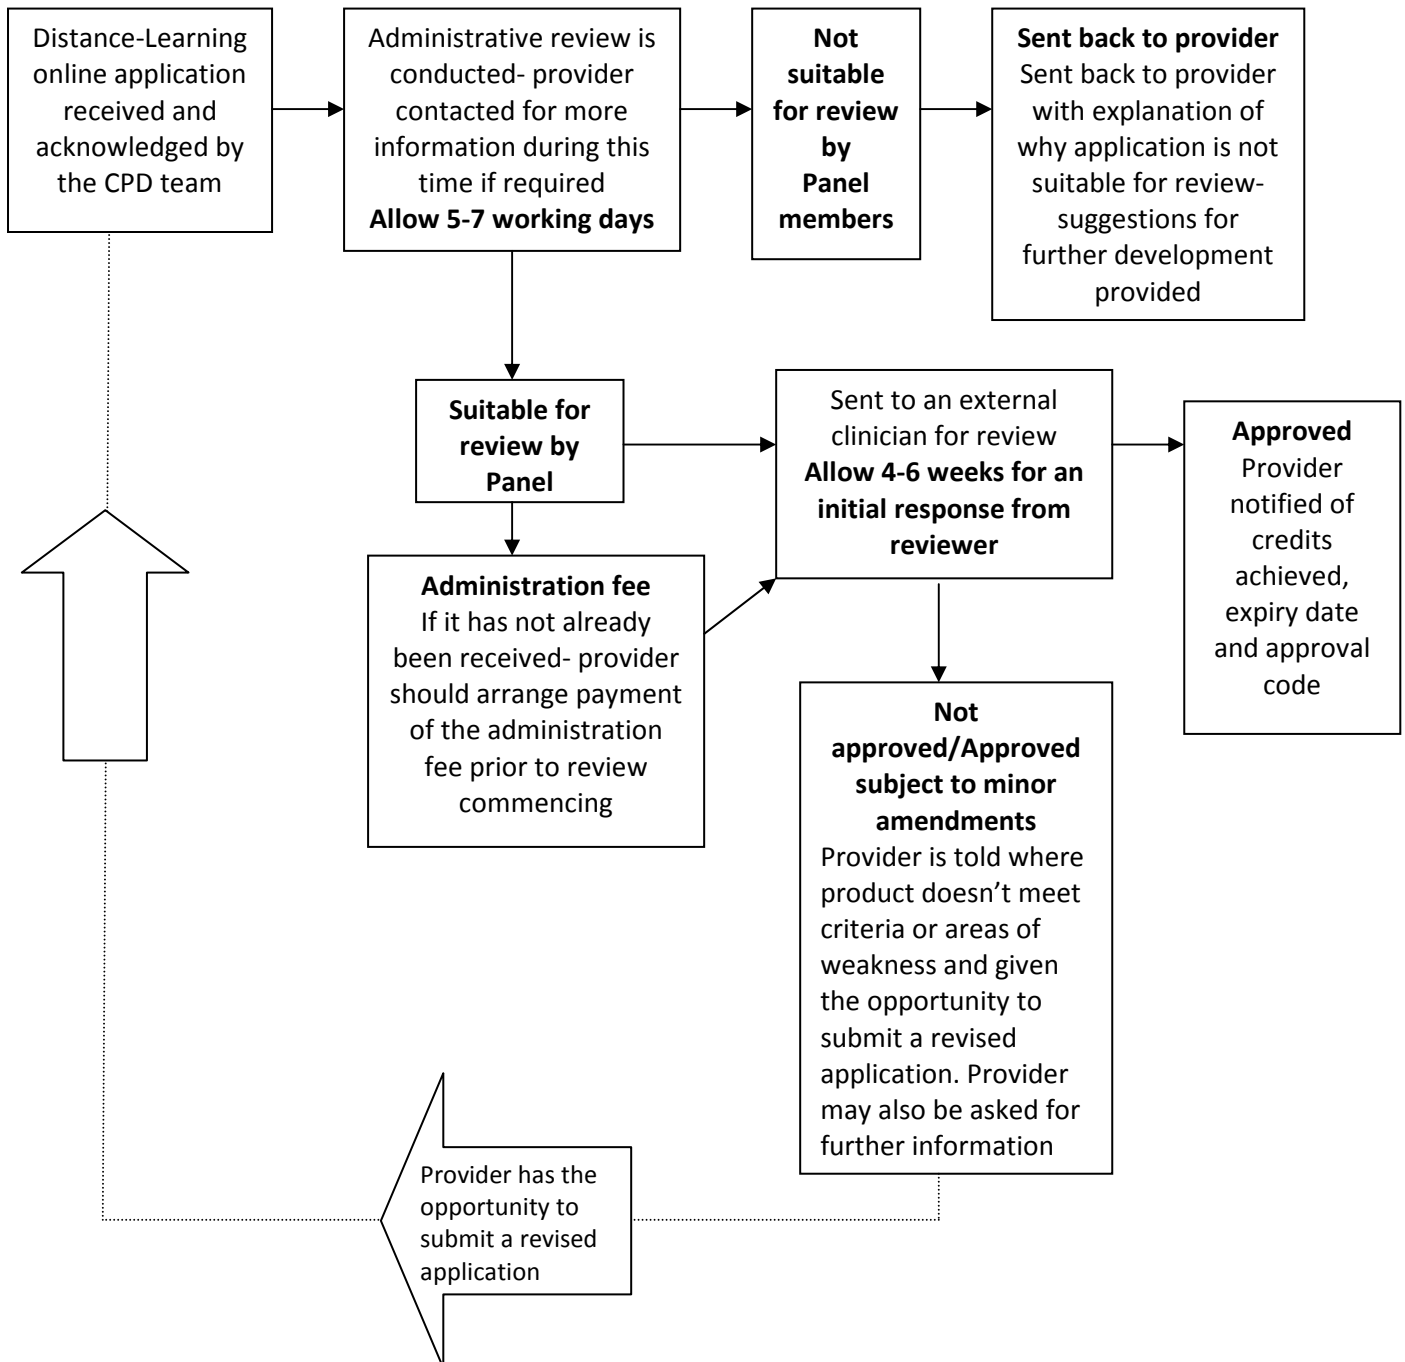 Distance-Learning
online application
received and
acknowledged by
the CPD team
Administrative review is
conducted- provider
contacted for more
information during this
time if required
Allow 5-7 working days
Not
suitable
for review
by
Panel
members
Sent back to provider
Sent back to provider
with explanation of
why application is not
suitable for review-
suggestions for
further development
provided
Suitable for
review by
Panel
Sent to an external
clinician for review
Allow 4-6 weeks for an
initial response from
reviewer
Approved
Provider
notified of
credits
achieved,
expiry date
and approval
code
Administration fee
If it has not already
been received- provider
should arrange payment
of the administration
fee prior to review
commencing
Not
approved/Approved
subject to minor
amendments
Provider is told where
product doesn’t meet
criteria or areas of
weakness and given
the opportunity to
submit a revised
application. Provider
may also be asked for
further information
Provider has the
opportunity to
submit a revised
application